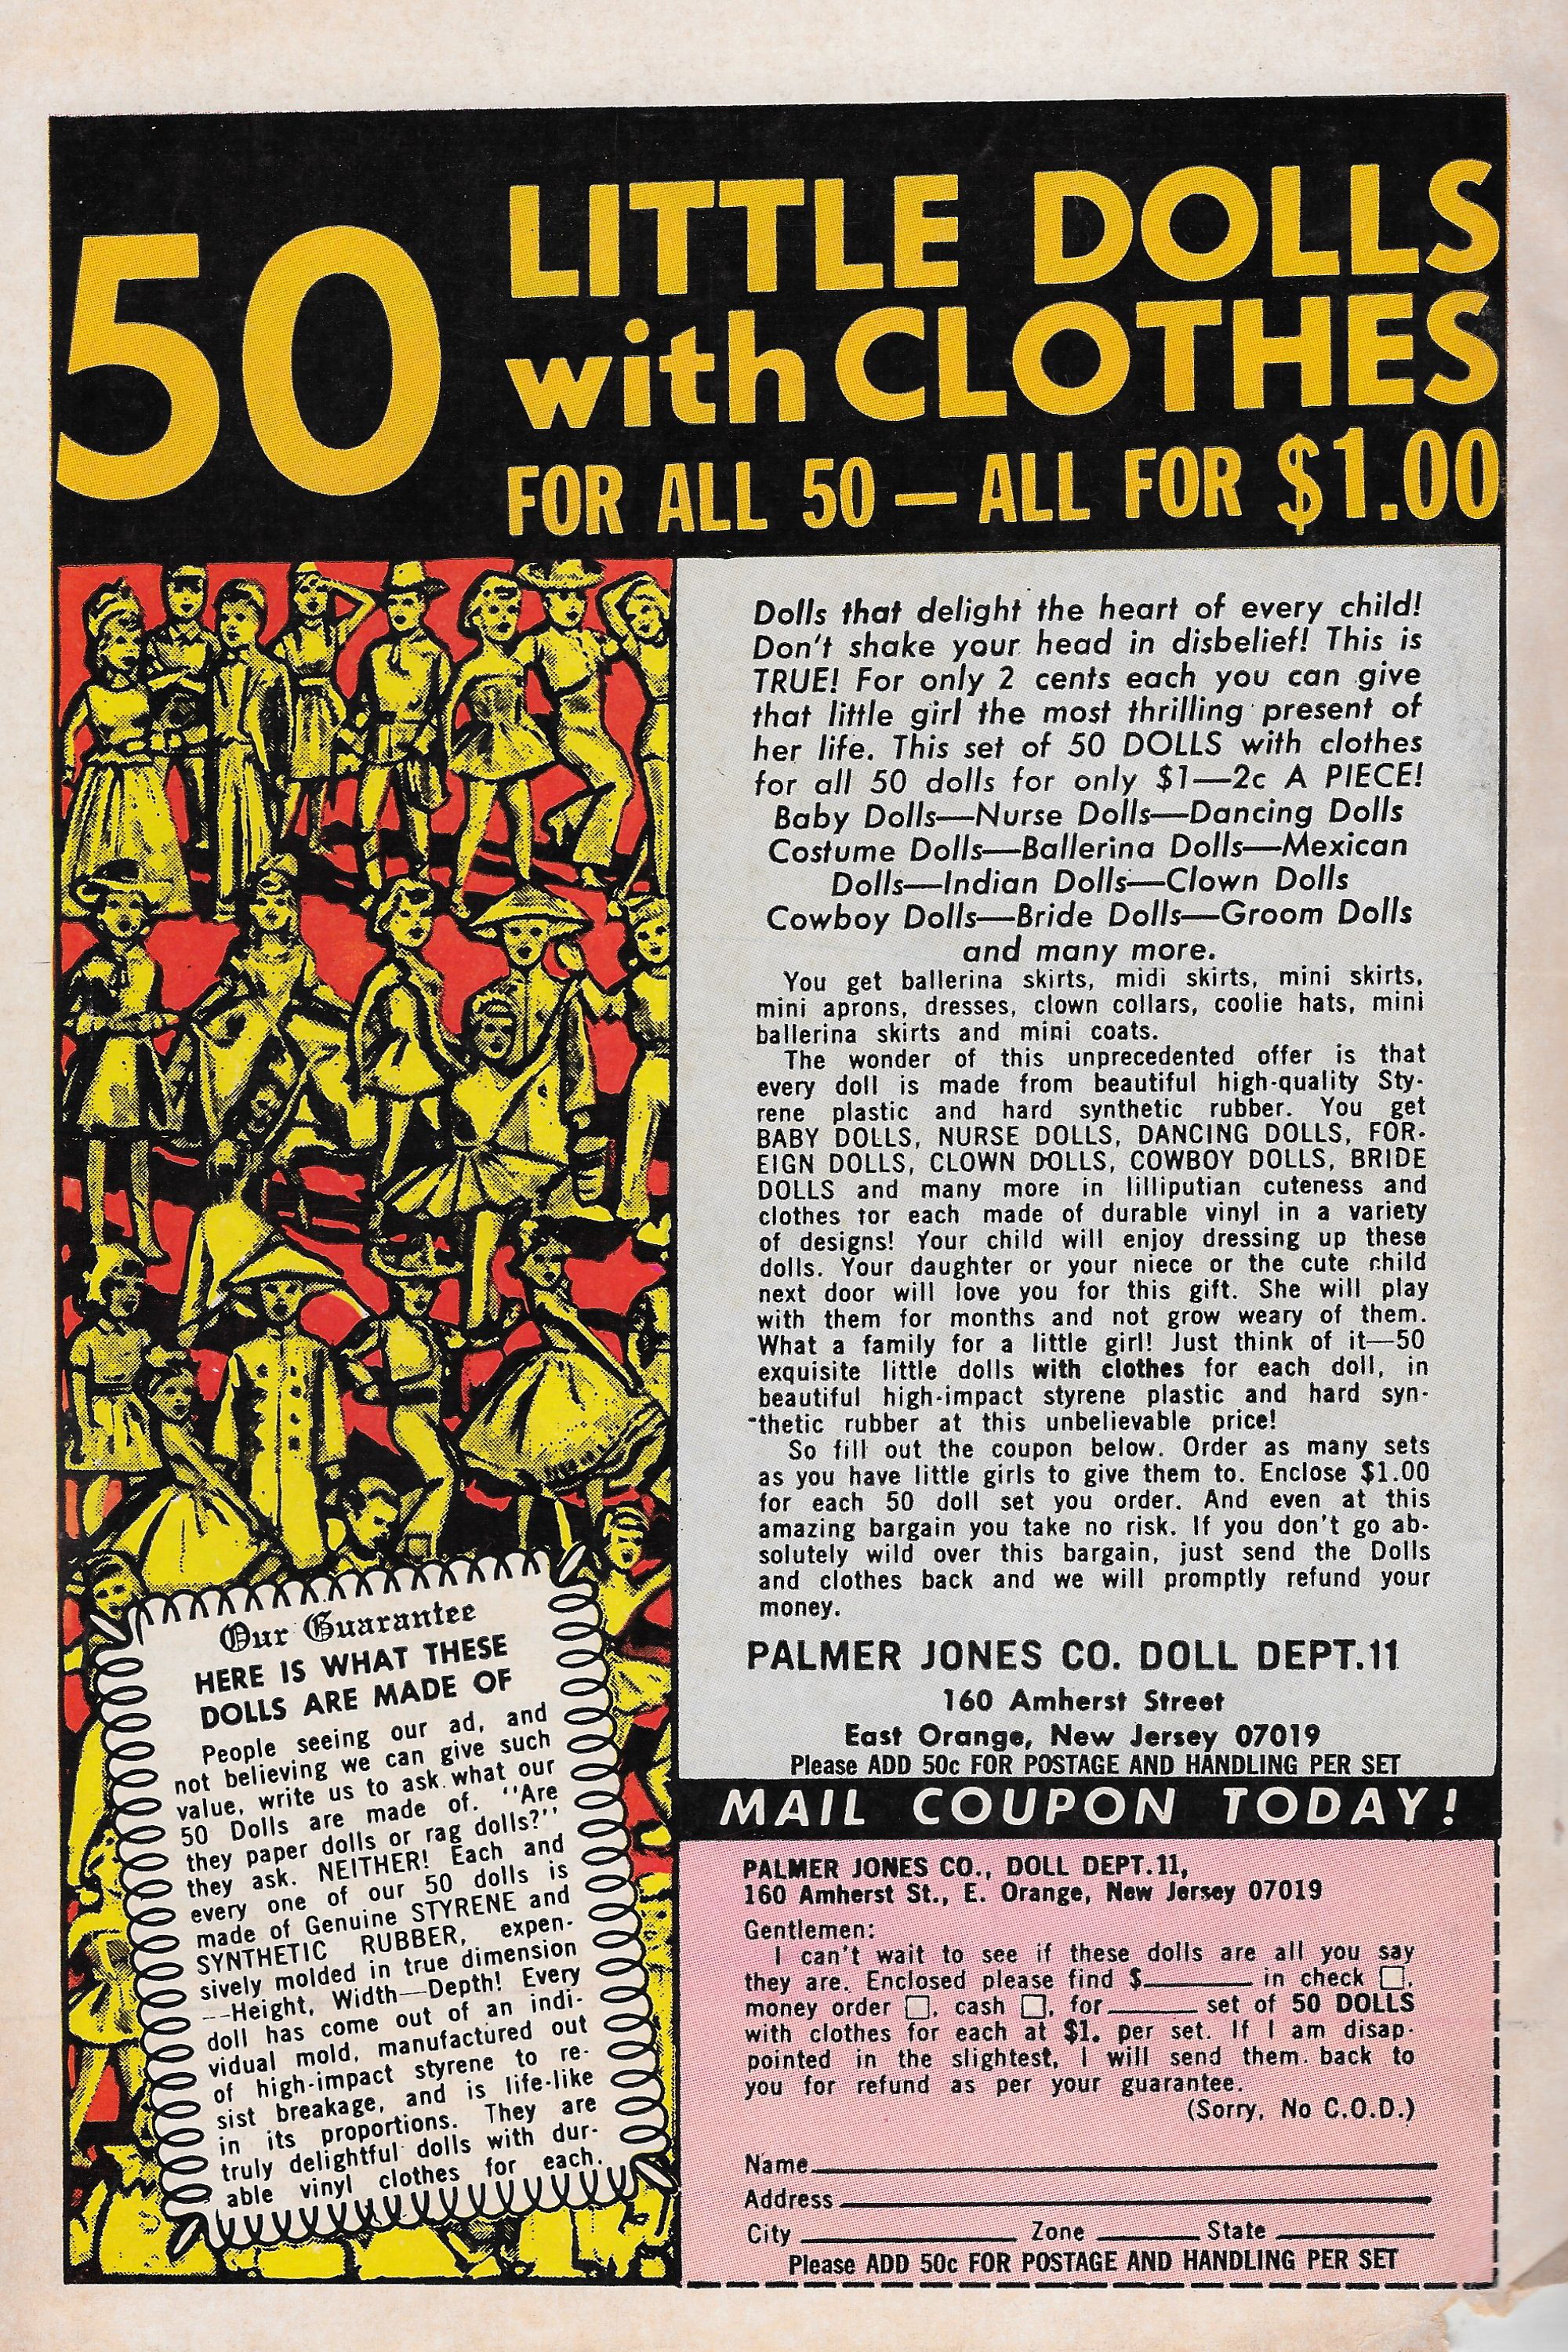 50
LITTLE DOLLS
with CLOTHES
FOR ALL 50 — ALL FOR $1.00
Dolls that delight the heart of every child!
Don't shake your head in disbelief! This is
TRUE! For only 2 cents each you can give
that little girl the most thrilling present of
her life. This set of 50 DOLLS with clothes
for all 50 dolls for only $1—2c A PIECE!
Baby Dolls—Nurse Dolls—Dancing Dolls
Costume Dolls—Ballerina Dolls—Mexican
Dolls—Indian Dolls—Clown Dolls
Cowboy Dolls—Bride Dolls—Groom Dolls
and many more.
You get ballerina skirts, midi skirts, mini skirts,
mini aprons, dresses, clown collars, coolie hats, mini
ballerina skirts and mini coats.
The wonder of this unprecedented offer is that
every doll is made from beautiful high-quality Sty-
rene plastic and hard synthetic rubber. You get
BABY DOLLS, NURSE DOLLS, DANCING DOLLS, FOR-
EIGN DOLLS, CLOWN DOLLS, COWBOY DOLLS, BRIDE
DOLLS and many more in lilliputian cuteness and
clothes for each made of durable vinyl in a variety
of designs! Your child will enjoy dressing up these
dolls. Your daughter or your niece or the cute child
next door will love you for this gift. She will play
with them for months and not grow weary of them.
What a family for a little girl! Just think of it—50
exquisite little dolls with clothes for each doll, in
beautiful high-impact styrene plastic and hard syn-
thetic rubber at this unbelievable price!
So fill out the coupon below. Order as many sets
as you have little girls to give them to. Enclose $1.00
for each 50 doll set you order. And even at this
amazing bargain you take no risk. If you don't go ab-
solutely wild over this bargain, just send the Dolls
and clothes back and we will promptly refund your
money.
PALMER JONES CO. DOLL DEPT.11
160 Amherst Street
East Orange, New Jersey 07019
Please ADD 50c FOR POSTAGE AND HANDLING PER SET
Our Guarantee
HERE IS WHAT THESE
DOLLS ARE MADE OF
People seeing our ad, and
not believing we can give such
value, write us to ask what our
50 Dolls are made of. "Are
they paper dolls or rag dolls?"
they ask. NEITHER! Each and
every one of our 50 dolls is
made of Genuine STYRENE and
SYNTHETIC RUBBER, expen-
sively molded in true dimension
—Height, Width—Depth! Every
doll has come out of an indi-
vidual mold, manufactured out
of high-impact styrene to re-
sist breakage, and is life-like
in its proportions. They are
truly delightful dolls with dur-
able vinyl clothes for each.
MAIL COUPON TODAY!
PALMER JONES CO., DOLL DEPT.11,
160 Amherst St., E. Orange, New Jersey 07019
Gentlemen:
I can't wait to see if these dolls are all you say
they are. Enclosed please find $______ in check □,
money order □, cash □, for______ set of 50 DOLLS
with clothes for each at $1. per set. If I am disap-
pointed in the slightest, I will send them back to
you for refund as per your guarantee.
(Sorry, No C.O.D.)
Name______
Address______
City______ Zone______ State______
Please ADD 50c FOR POSTAGE AND HANDLING PER SET